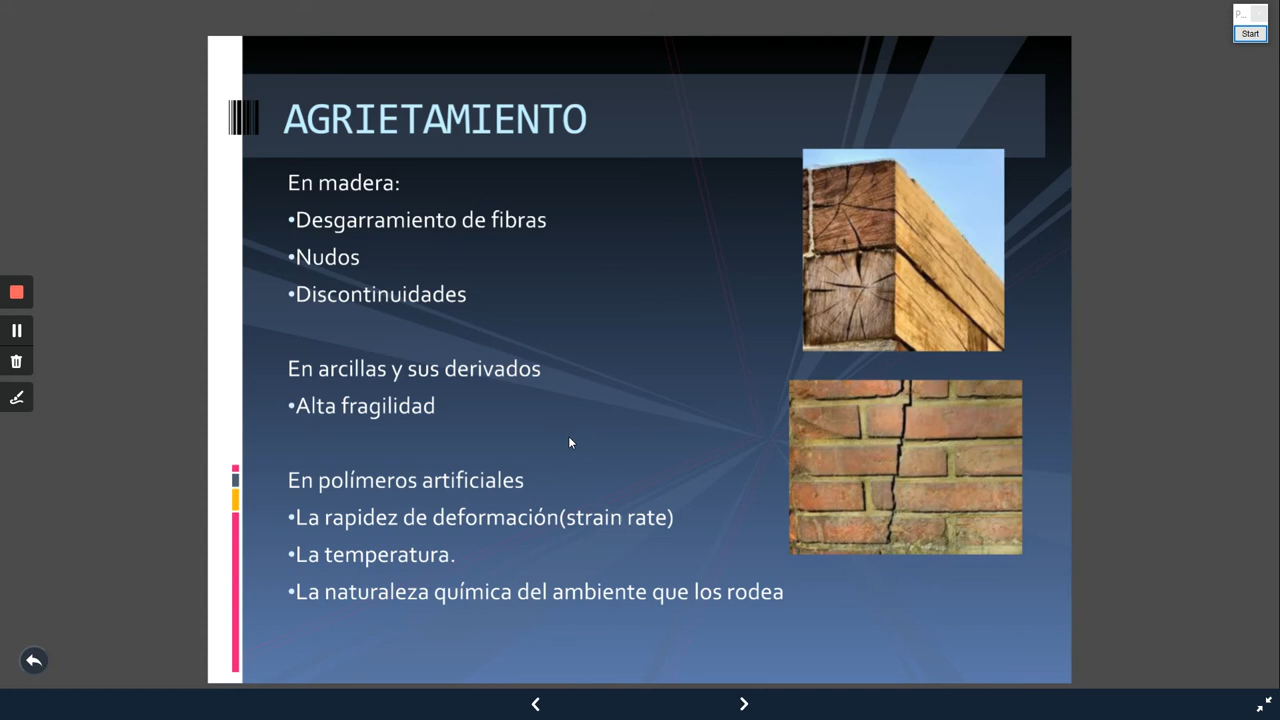 P...
Start
AGRIETAMIENTO
En madera:
•Desgarramiento de fibras
•Nudos
•Discontinuidades
En arcillas y sus derivados
•Alta fragilidad
En polímeros artificiales
•La rapidez de deformación(strain rate)
•La temperatura.
•La naturaleza química del ambiente que los rodea